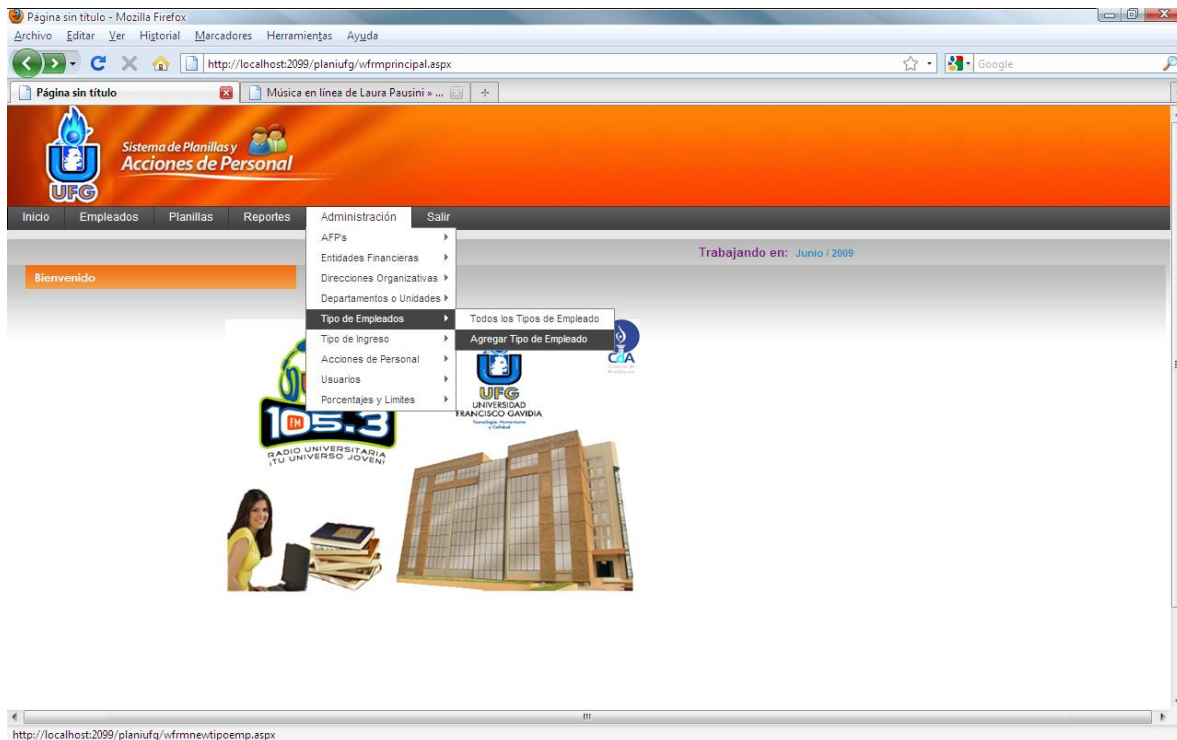 Página sin título - Mozilla Firefox
Archivo Editar Ver Historial Marcadores Herramientas Ayuda
http://localhost:2099/planiufg/wfrmprincipal.aspx
Google
Página sin título
Música en línea de Laura Pausini » ...
Sistema de Planillas y
Acciones de Personal
UFG
Inicio Empleados Planillas Reportes Administración Salir
Trabajando en: Junio / 2009
Bienvenido
AFP's
Entidades Financieras
Direcciones Organizativas
Departamentos o Unidades
Tipo de Empleados
Tipo de Ingreso
Acciones de Personal
Usuarios
Porcentajes y Limites
Todos los Tipos de Empleado
Agregar Tipo de Empleado
CdA
UFG
UNIVERSIDAD
FRANCISCO GAVIDIA
Tecnología, Humanismo
y Calidad
FM
105.3
RADIO UNIVERSITARIA
¡TU UNIVERSO JOVEN!
http://localhost:2099/planiufg/wfrmnewtipoemp.aspx